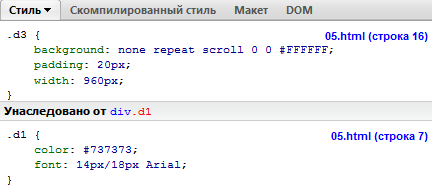 Стиль Скомпилированный стиль Макет DOM
.d3 { 05.html (строка 16)
background: none repeat scroll 0 0 #FFFFFF;
padding: 20px;
width: 960px;
}
Унаследовано от div.d1
.d1 { 05.html (строка 7)
color: #737373;
font: 14px/18px Arial;
}